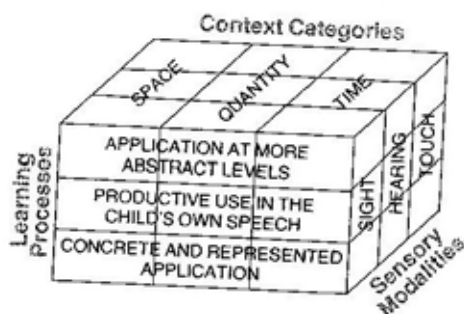 Context Categories
SPACE
QUANTITY
TIME
Learning
Processes
APPLICATION AT MORE
ABSTRACT LEVELS
PRODUCTIVE USE IN THE
CHILD'S OWN SPEECH
CONCRETE AND REPRESENTED
APPLICATION
SIGHT
HEARING
TOUCH
Sensory
Modalities